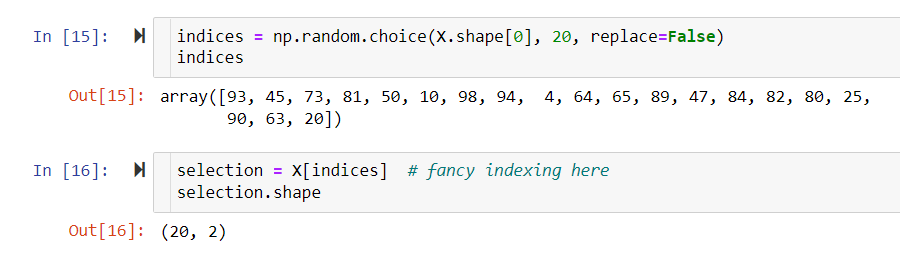 In [15]: indices = np.random.choice(X.shape[0], 20, replace=False)
indices
Out[15]: array([93, 45, 73, 81, 50, 10, 98, 94,  4, 64, 65, 89, 47, 84, 82, 80, 25,
90, 63, 20])
In [16]: selection = X[indices]  # fancy indexing here
selection.shape
Out[16]: (20, 2)